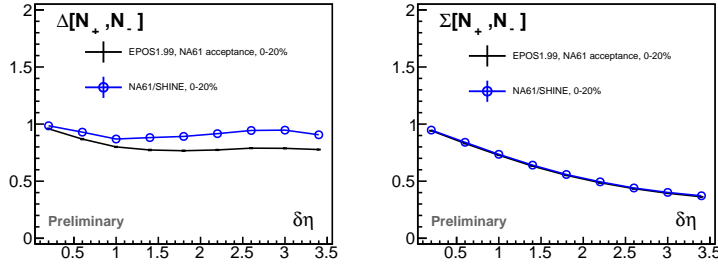 Δ[N₊,N₋]
EPOS1.99, NA61 acceptance, 0-20%
NA61/SHINE, 0-20%
Preliminary
δη
2
1.5
1
0.5
0
0.5 1 1.5 2 2.5 3 3.5
Σ[N₊,N₋]
EPOS1.99, NA61 acceptance, 0-20%
NA61/SHINE, 0-20%
Preliminary
δη
2
1.5
1
0.5
0
0.5 1 1.5 2 2.5 3 3.5